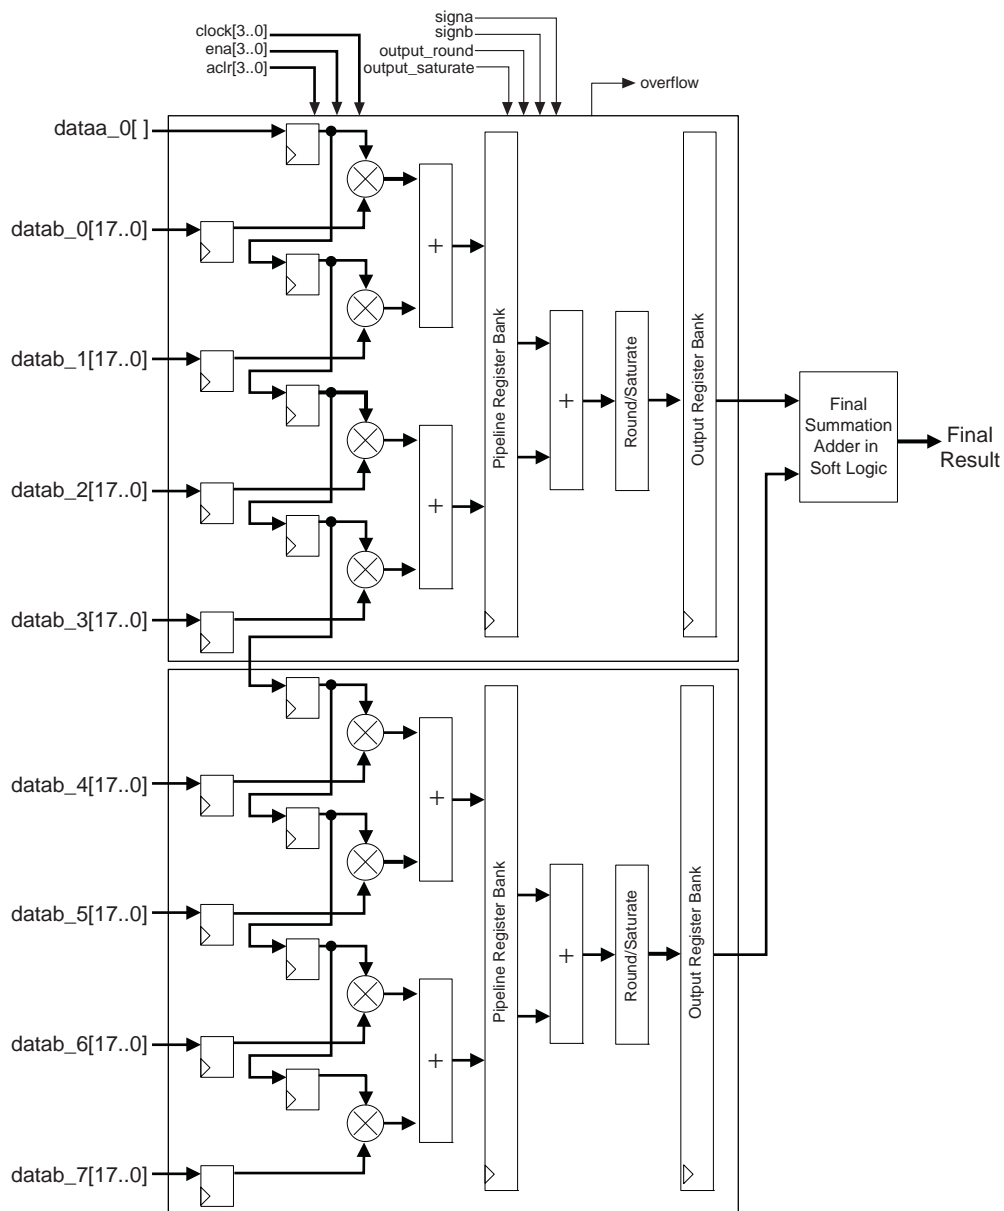 clock[3..0]
ena[3..0]
aclr[3..0]
signa
signb
output_round
output_saturate
overflow
dataa_0[ ]
datab_0[17..0]
+
datab_1[17..0]
Pipeline Register Bank
+
Round/Saturate
Output Register Bank
datab_2[17..0]
+
datab_3[17..0]
Final
Summation
Adder in
Soft Logic
Final
Result
datab_4[17..0]
+
datab_5[17..0]
Pipeline Register Bank
+
Round/Saturate
Output Register Bank
datab_6[17..0]
+
datab_7[17..0]